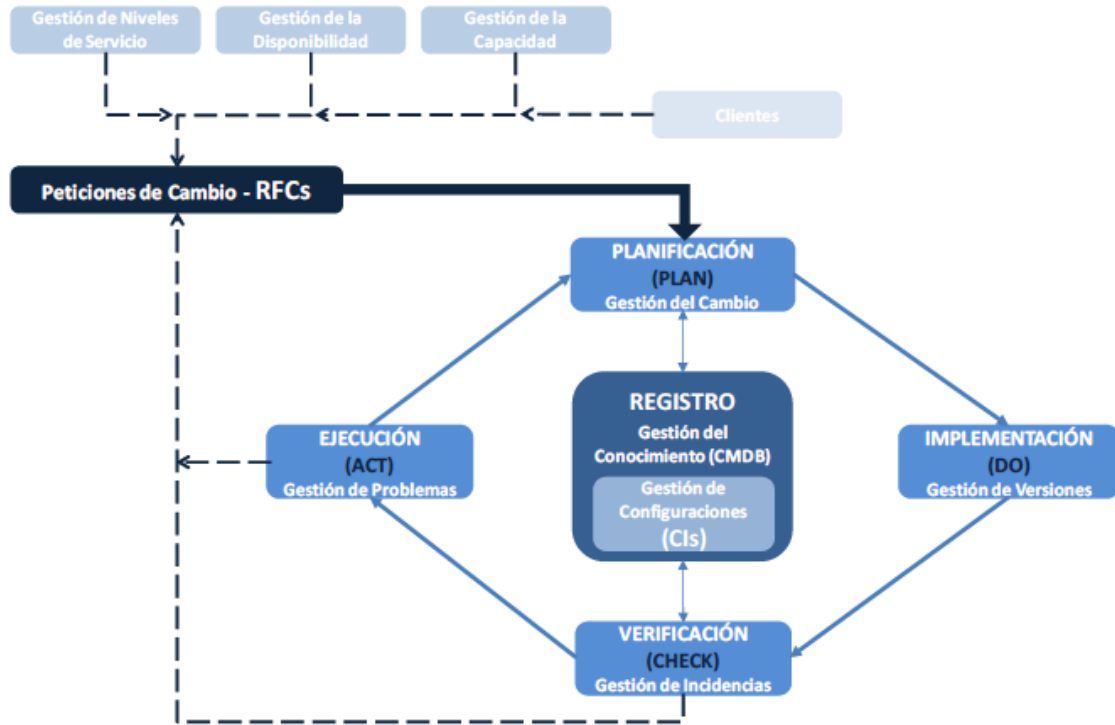 Gestión de Niveles
de Servicio
Gestión de la
Disponibilidad
Gestión de la
Capacidad
Clientes
Peticiones de Cambio - RFCs
PLANIFICACIÓN
(PLAN)
Gestión del Cambio
REGISTRO
Gestión del
Conocimiento (CMDB)
Gestión de
Configuraciones
(CIs)
EJECUCIÓN
(ACT)
Gestión de Problemas
IMPLEMENTACIÓN
(DO)
Gestión de Versiones
VERIFICACIÓN
(CHECK)
Gestión de Incidencias